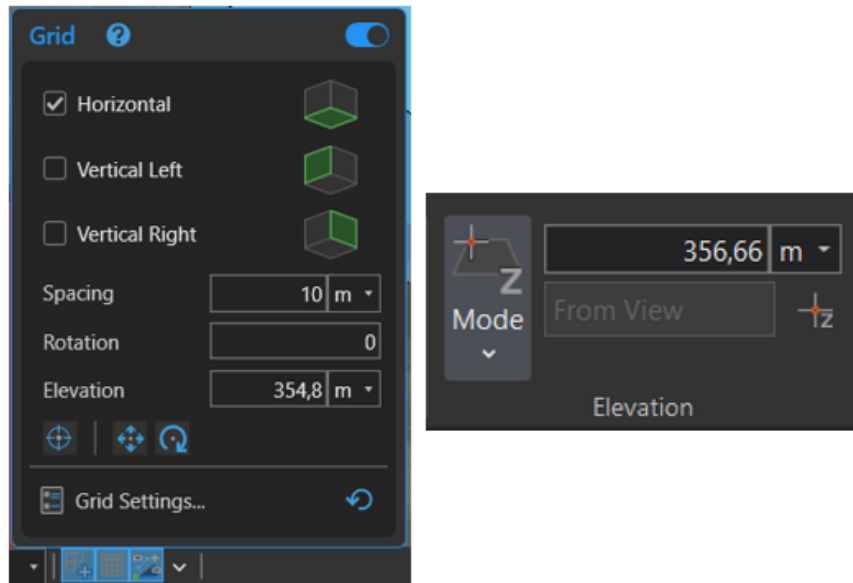 Grid
Horizontal
Vertical Left
Vertical Right
Spacing 10 m
Rotation 0
Elevation 354,8 m
Grid Settings...
356,66 m
Z
Mode
From View
Z
Elevation